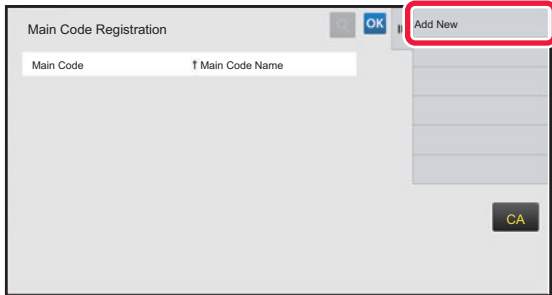 Main Code Registration
OK
Add New
Main Code
Main Code Name
CA